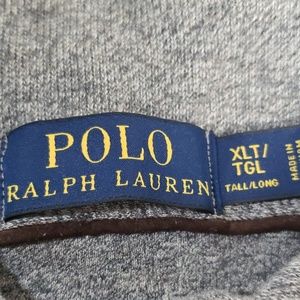 POLO
RALPH LAUREN
XLT/
TGL
TALL/LONG
MADE IN